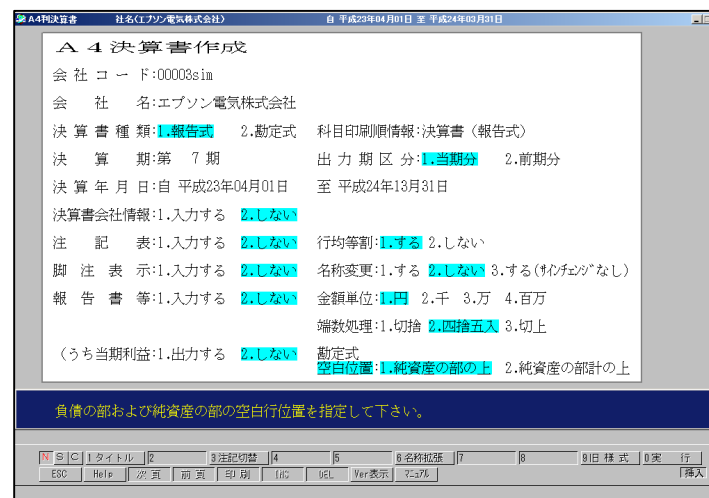 A4判決算書 社名(エプソン電気株式会社) 自 平成23年04月01日 至 平成24年03月31日
A 4 決算書作成
会 社 コ ー ド:00003sim
会 社 名:エプソン電気株式会社
決 算 書 種 類:1.報告式 2.勘定式 科目印刷順情報:決算書（報告式）
決 算 期:第 7 期 出 力 期 区 分:1.当期分 2.前期分
決 算 年 月 日:自 平成23年04月01日 至 平成24年13月31日
決算書会社情報:1.入力する 2.しない
注 記 表:1.入力する 2.しない 行均等割:1.する 2.しない
脚 注 表 示:1.入力する 2.しない 名称変更:1.する 2.しない 3.する(ｻｲﾝﾁｪﾝｼﾞなし)
報 告 書 等:1.入力する 2.しない 金額単位:1.円 2.千 3.万 4.百万
端数処理:1.切捨 2.四捨五入 3.切上
（うち当期利益:1.出力する 2.しない 勘定式
空白位置:1.純資産の部の上 2.純資産の部計の上
負債の部および純資産の部の空白行位置を指定して下さい。
N S C 1タイトル 2 3注記切替 4 5 6名称拡張 7 8 9旧 様 式 0実 行
ESC Help 次 頁 前 頁 印 刷 INS DEL Ver表示 ﾏﾆｭｱﾙ 挿入